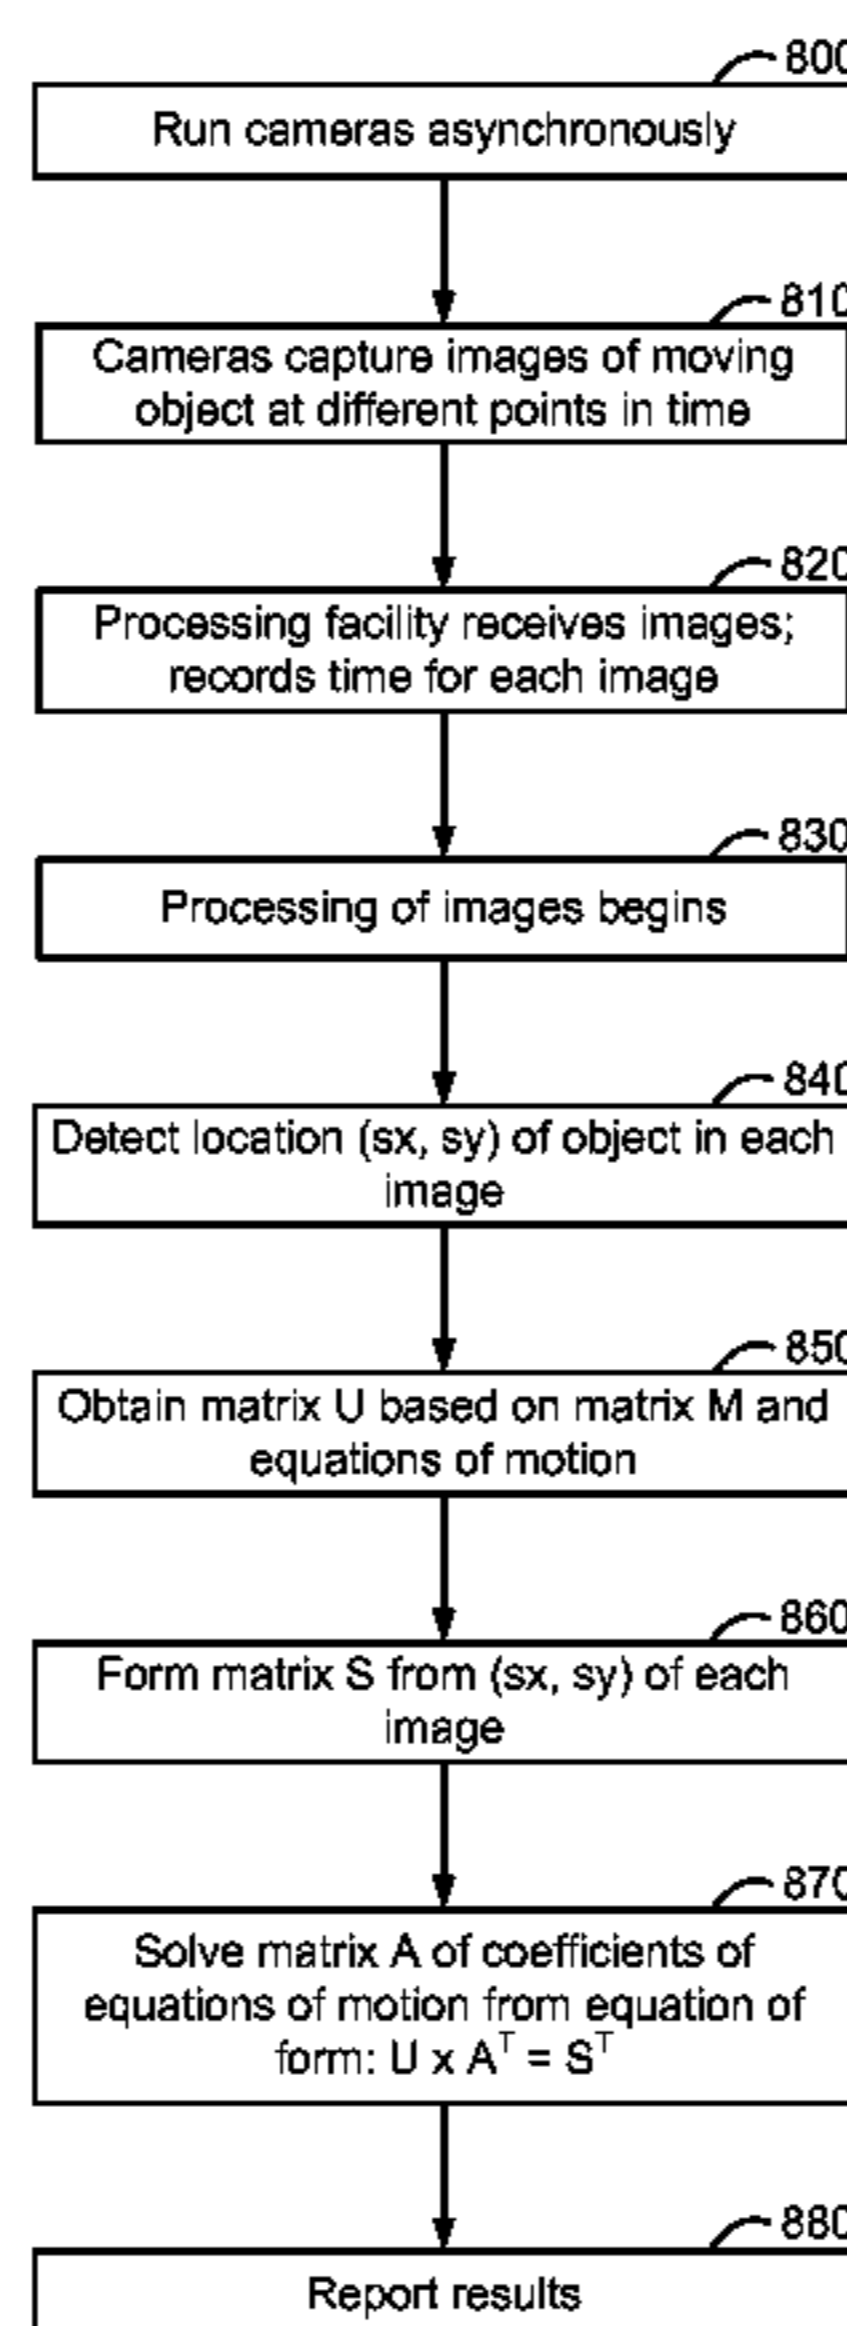 800
Run cameras asynchronously
810
Cameras capture images of moving
object at different points in time
820
Processing facility receives images;
records time for each image
830
Processing of images begins
840
Detect location (sx, sy) of object in each
image
850
Obtain matrix U based on matrix M and
equations of motion
860
Form matrix S from (sx, sy) of each
image
870
Solve matrix A of coefficients of
equations of motion from equation of
form: U x Aᵀ = Sᵀ
880
Report results